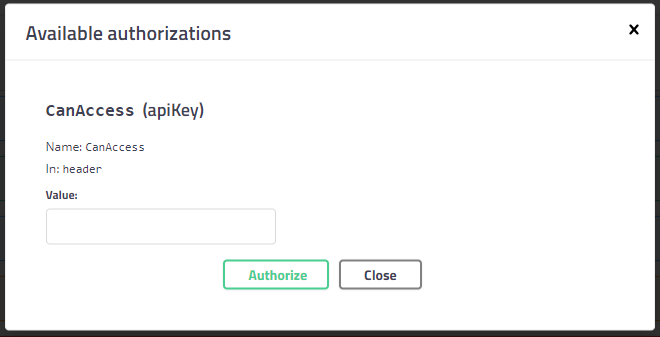 Available authorizations
CanAccess (apiKey)
Name: CanAccess
In: header
Value:
Authorize Close